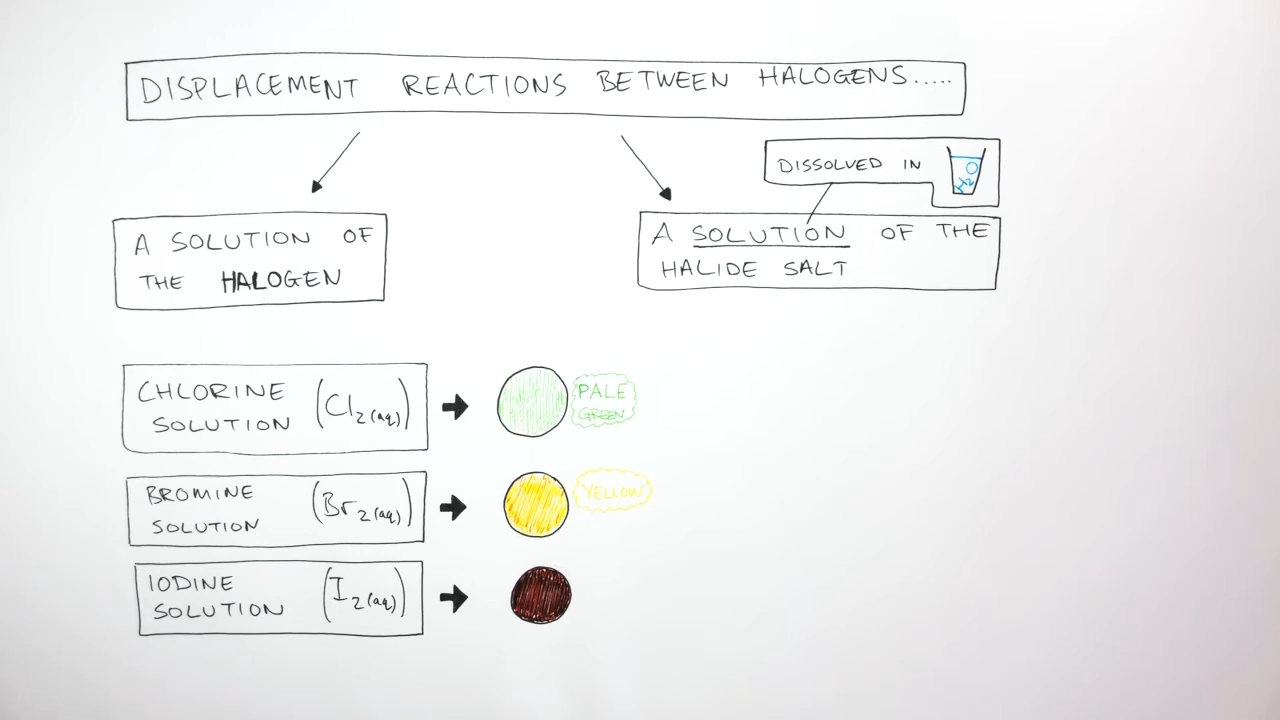 DISPLACEMENT REACTIONS BETWEEN HALOGENS.....
DISSOLVED IN
H2O
A SOLUTION OF
THE HALOGEN
A SOLUTION OF THE
HALIDE SALT
CHLORINE
SOLUTION
(Cl2(aq))
PALE
GREEN
BROMINE
SOLUTION
(Br2(aq))
YELLOW
IODINE
SOLUTION
(I2(aq))